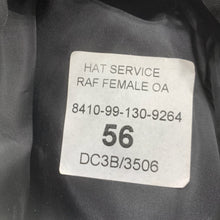 HAT SERVICE
RAF FEMALE OA
8410-99-130-9264
56
DC3B/3506